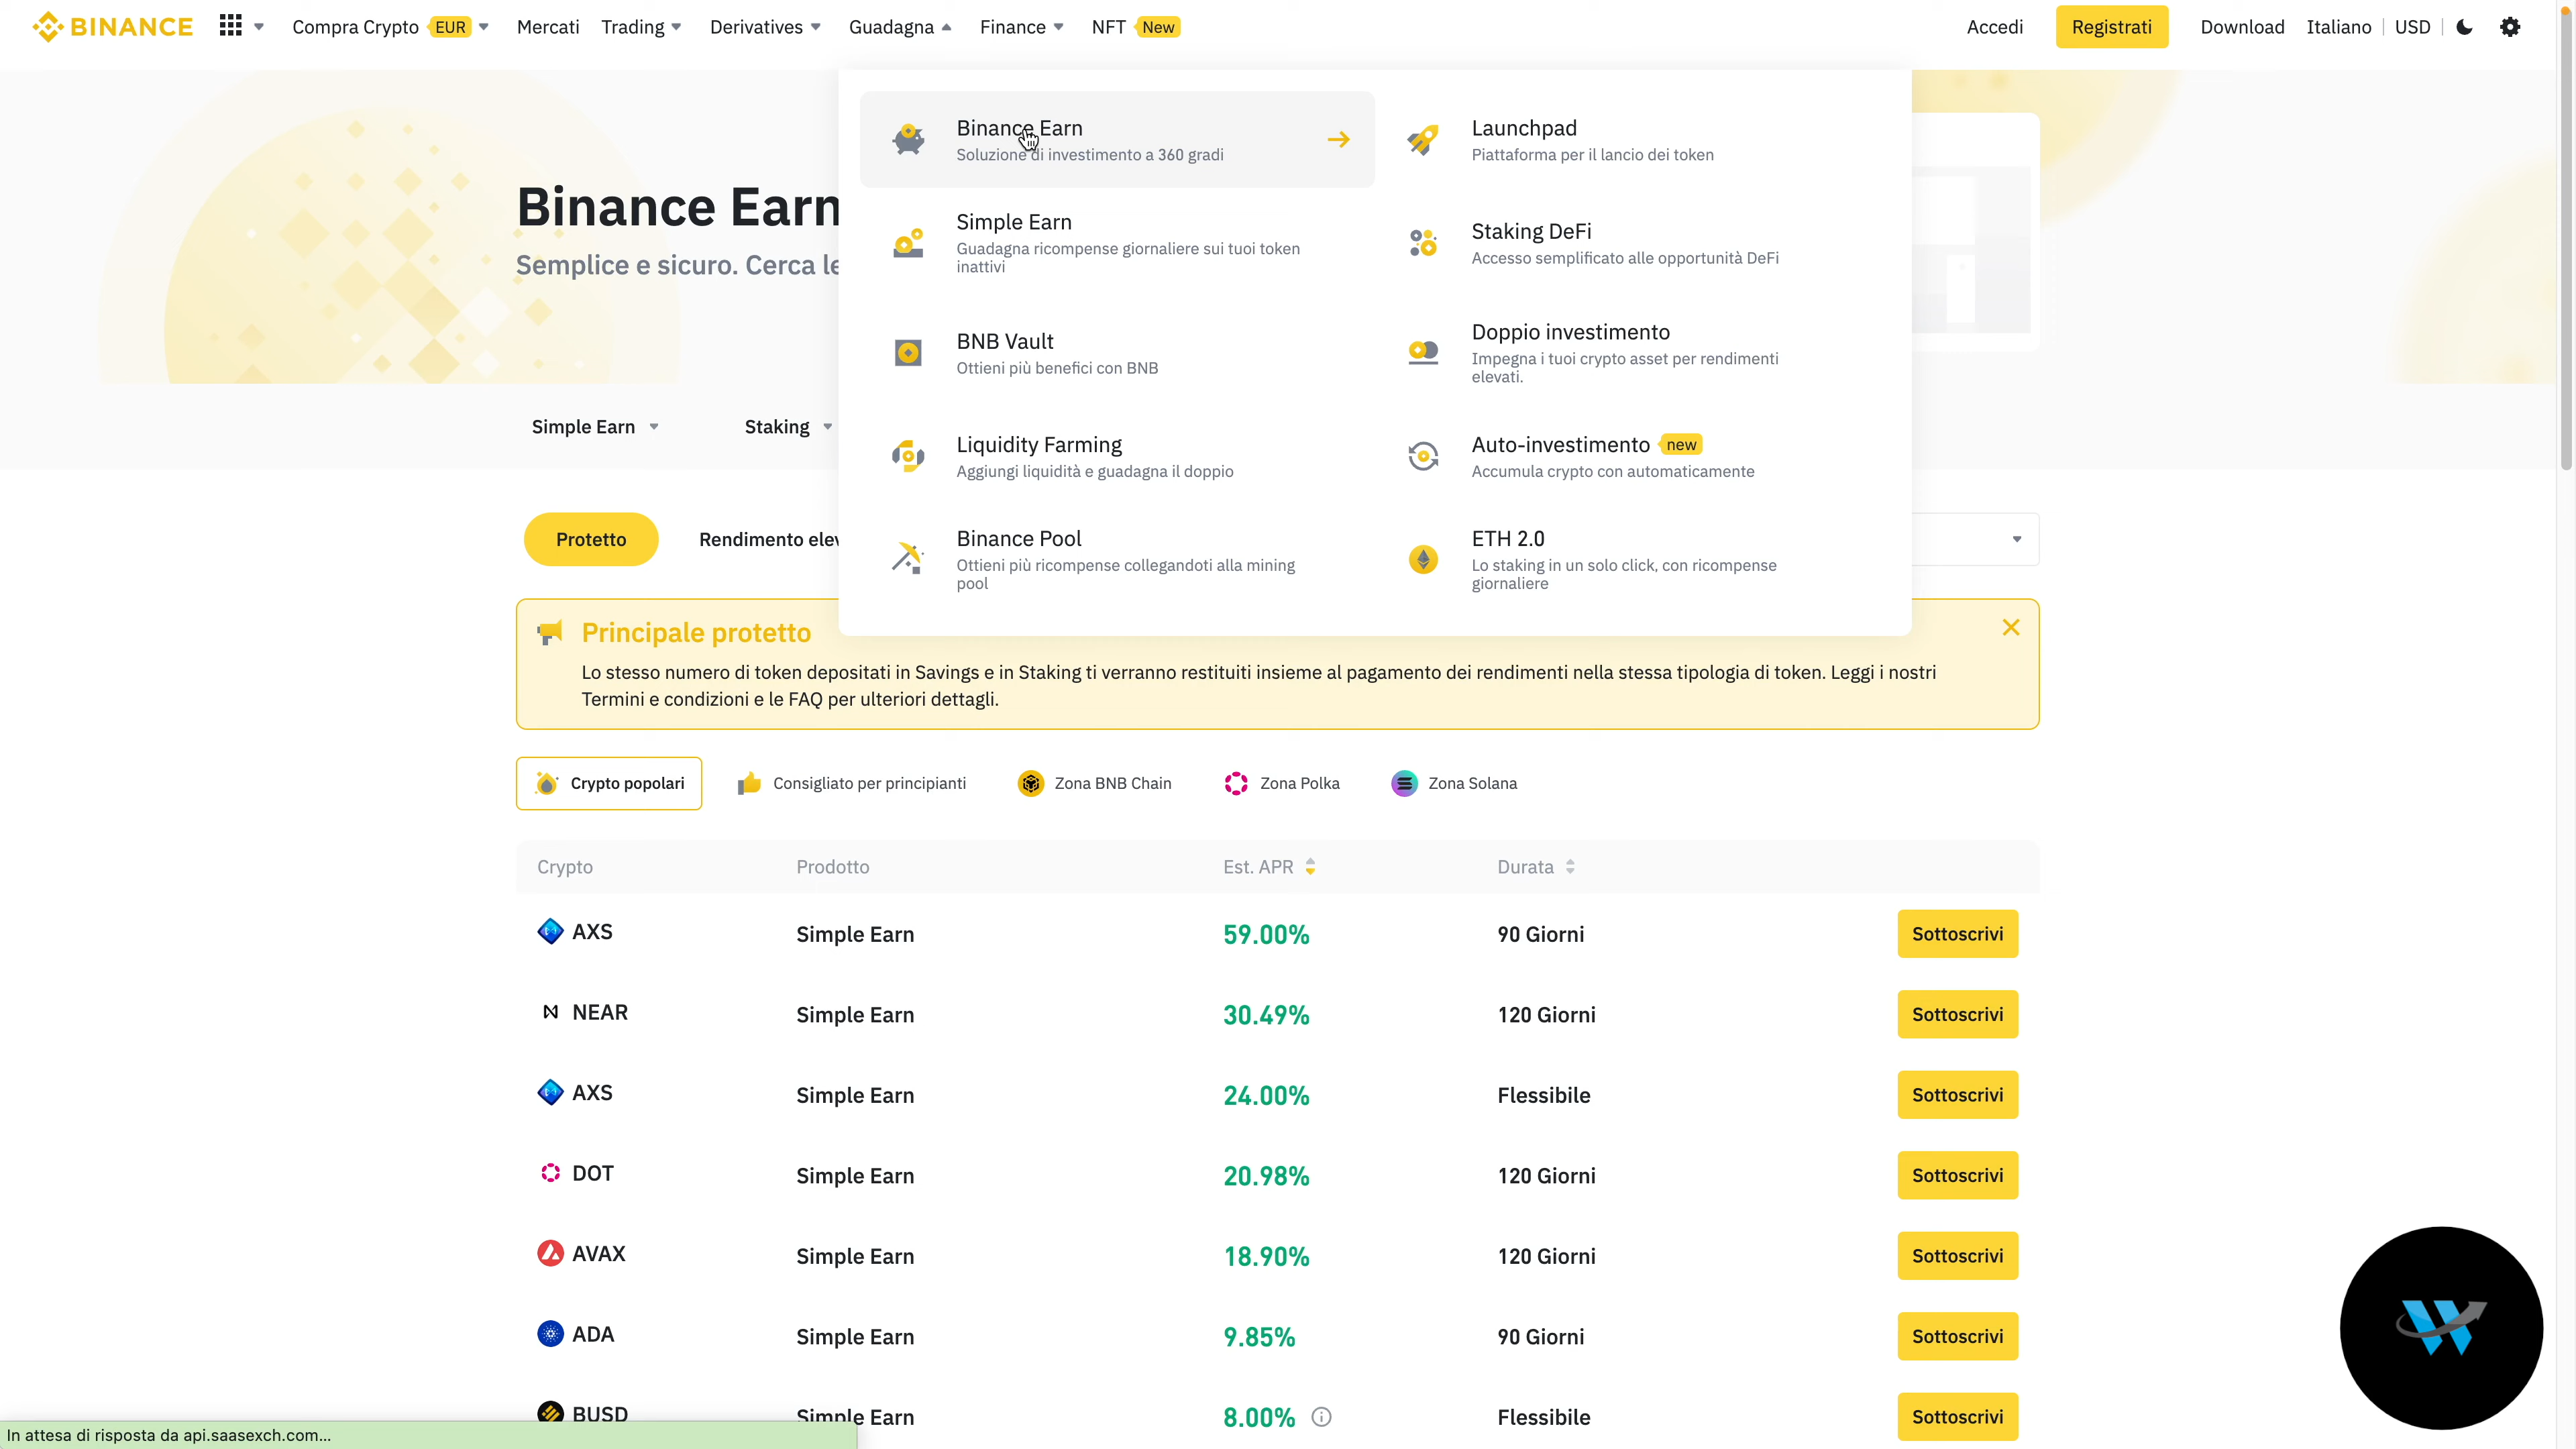 BINANCE Compra Crypto EUR Mercati Trading Derivatives Guadagna Finance NFT New Accedi Registrati Download Italiano USD
Binance Earn
Soluzione di investimento a 360 gradi
Launchpad
Piattaforma per il lancio dei token
Simple Earn
Guadagna ricompense giornaliere sui tuoi token
inattivi
Staking DeFi
Accesso semplificato alle opportunità DeFi
BNB Vault
Ottieni più benefici con BNB
Doppio investimento
Impegna i tuoi crypto asset per rendimenti
elevati.
Liquidity Farming
Aggiungi liquidità e guadagna il doppio
Auto-investimento new
Accumula crypto con automaticamente
Binance Pool
Ottieni più ricompense collegandoti alla mining
pool
ETH 2.0
Lo staking in un solo click, con ricompense
giornaliere
Binance Earn
Semplice e sicuro. Cerca le
Simple Earn Staking
Protetto Rendimento
Principale protetto
Lo stesso numero di token depositati in Savings e in Staking ti verranno restituiti insieme al pagamento dei rendimenti nella stessa tipologia di token. Leggi i nostri
Termini e condizioni e le FAQ per ulteriori dettagli.
Crypto popolari Consigliato per principianti Zona BNB Chain Zona Polka Zona Solana
Crypto Prodotto Est. APR Durata
AXS Simple Earn 59.00% 90 Giorni Sottoscrivi
NEAR Simple Earn 30.49% 120 Giorni Sottoscrivi
AXS Simple Earn 24.00% Flessibile Sottoscrivi
DOT Simple Earn 20.98% 120 Giorni Sottoscrivi
AVAX Simple Earn 18.90% 120 Giorni Sottoscrivi
ADA Simple Earn 9.85% 90 Giorni Sottoscrivi
BUSD Simple Earn 8.00% Flessibile Sottoscrivi
In attesa di risposta da api.saasexch.com...